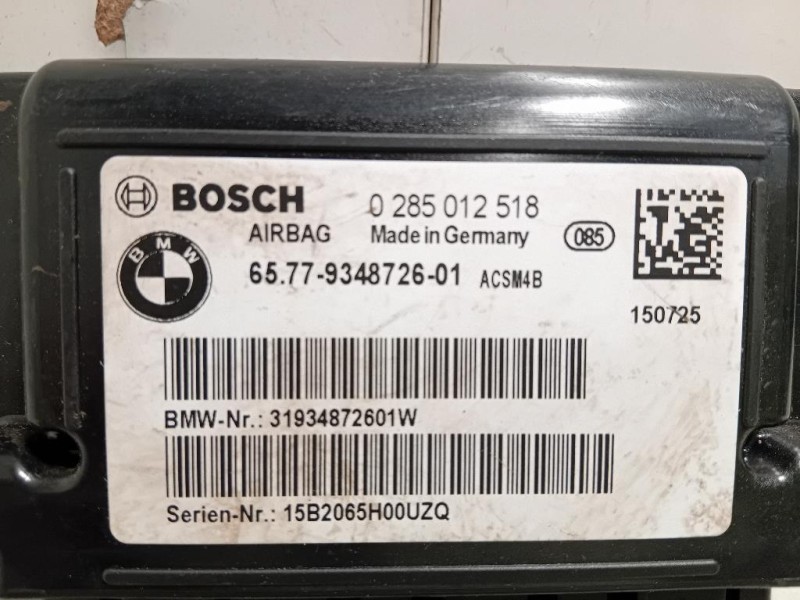 BOSCH 0 285 012 518
AIRBAG Made in Germany 085
BMW 65.77-9348726-01 ACSM4B
150725
BMW-Nr.: 31934872601W
Serien-Nr.: 15B2065H00UZQ